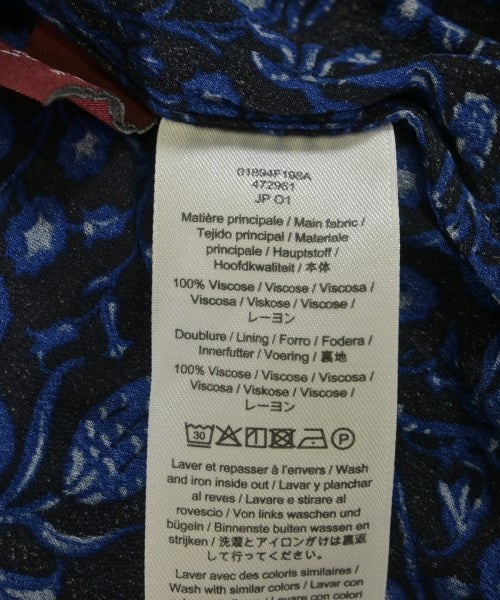 01894F198A
472961
JP O1
Matière principale / Main fabric /
Tejido principal / Materiale
principale / Hauptstoff /
Hoofdkwaliteit / 本体
100% Viscose / Viscose / Viscosa /
Viscosa / Viskose / Viscose /
レーヨン
Doublure / Lining / Forro / Fodera /
Innerfutter / Voering / 裏地
100% Viscose / Viscose / Viscosa /
Viscosa / Viskose / Viscose /
レーヨン
30 P
Laver et repasser à l'envers / Wash
and iron inside out / Lavar y planchar
al reves / Lavare e stirare al
rovescio / Von links waschen und
bügeln / Binnenste buiten wassen en
strijken / 洗濯とアイロンがけは裏返
して行ってください。
Laver avec des coloris similaires /
Wash with similar colors / Lavar con